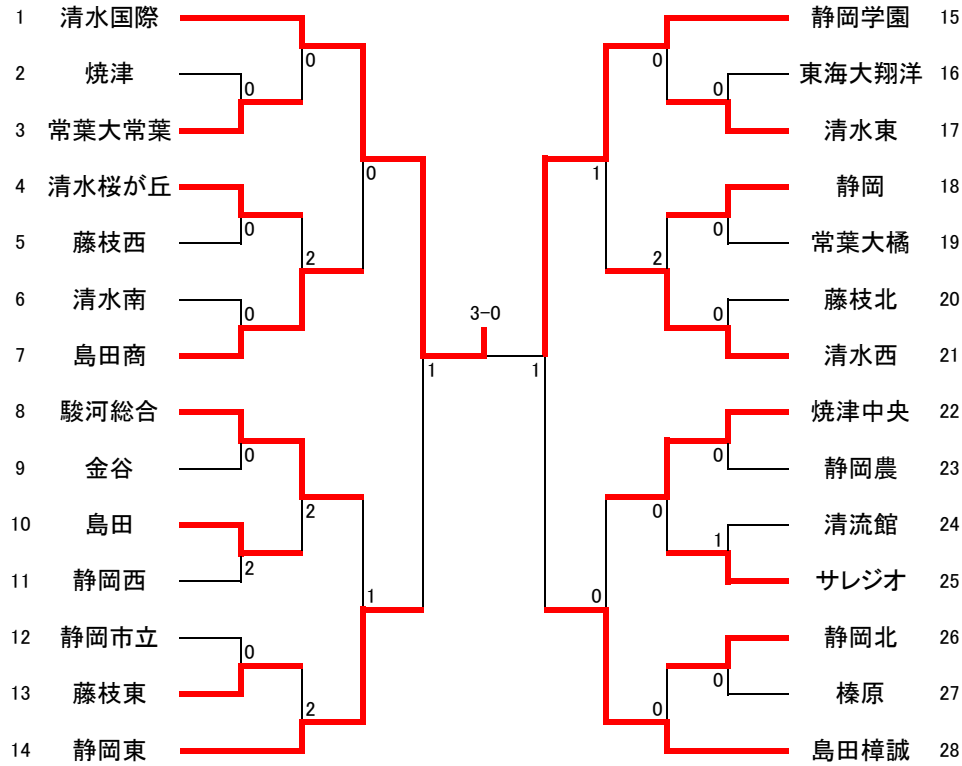 1 清水国際
2 焼津
0
0
3 常葉大常葉
0
4 清水桜が丘
0
5 藤枝西
2
6 清水南
0
7 島田商
8 駿河総合
0
9 金谷
2
10 島田
2
11 静岡西
1
12 静岡市立
0
13 藤枝東
2
14 静岡東
1
3-0
1
静岡学園 15
0
東海大翔洋 16
0
清水東 17
1
静岡 18
0
常葉大橘 19
2
藤枝北 20
0
清水西 21
焼津中央 22
0
静岡農 23
0
清流館 24
1
サレジオ 25
0
静岡北 26
0
榛原 27
0
島田樟誠 28